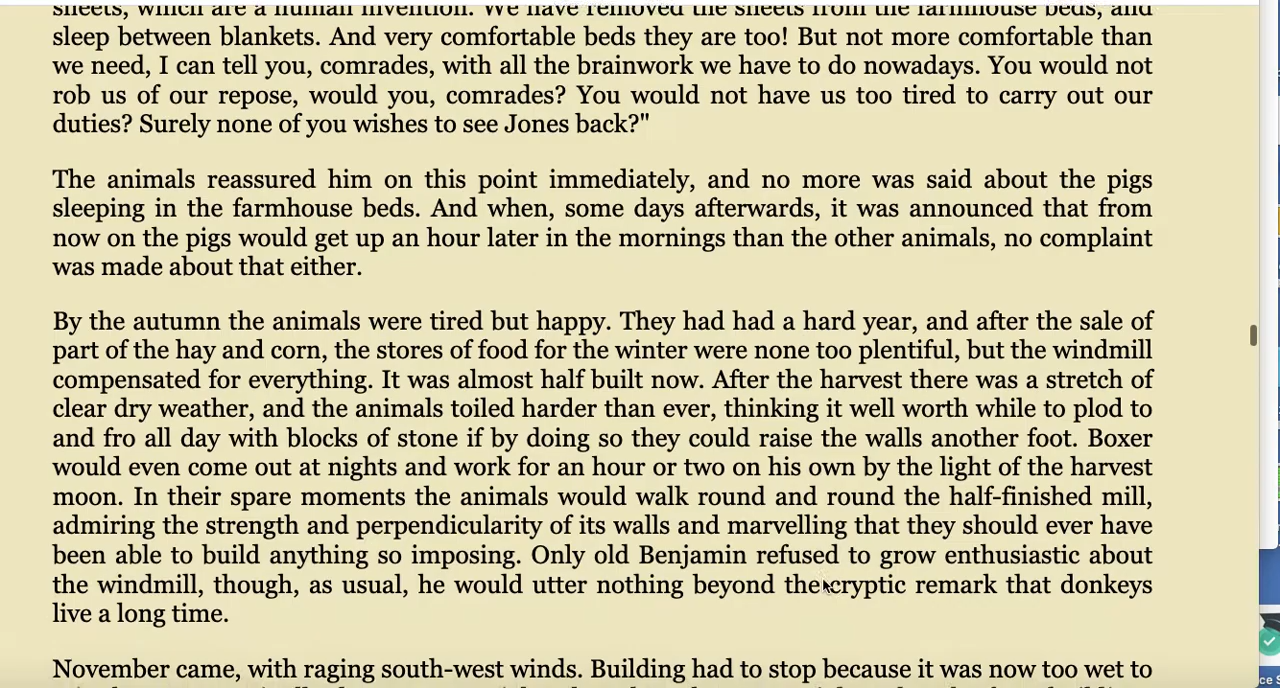 sheets, which are a human invention. We have removed the sheets from the farmhouse beds, and
sleep between blankets. And very comfortable beds they are too! But not more comfortable than
we need, I can tell you, comrades, with all the brainwork we have to do nowadays. You would not
rob us of our repose, would you, comrades? You would not have us too tired to carry out our
duties? Surely none of you wishes to see Jones back?"
The animals reassured him on this point immediately, and no more was said about the pigs
sleeping in the farmhouse beds. And when, some days afterwards, it was announced that from
now on the pigs would get up an hour later in the mornings than the other animals, no complaint
was made about that either.
By the autumn the animals were tired but happy. They had had a hard year, and after the sale of
part of the hay and corn, the stores of food for the winter were none too plentiful, but the windmill
compensated for everything. It was almost half built now. After the harvest there was a stretch of
clear dry weather, and the animals toiled harder than ever, thinking it well worth while to plod to
and fro all day with blocks of stone if by doing so they could raise the walls another foot. Boxer
would even come out at nights and work for an hour or two on his own by the light of the harvest
moon. In their spare moments the animals would walk round and round the half-finished mill,
admiring the strength and perpendicularity of its walls and marvelling that they should ever have
been able to build anything so imposing. Only old Benjamin refused to grow enthusiastic about
the windmill, though, as usual, he would utter nothing beyond the cryptic remark that donkeys
live a long time.
November came, with raging south-west winds. Building had to stop because it was now too wet to